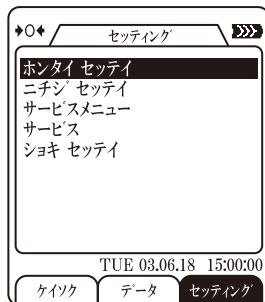 セッティング
ホンタイ セッテイ
ニチジ セッテイ
サービスメニュー
サービス
ショキ セッテイ
TUE 03.06.18 15:00:00
ケイソク データ セッティング